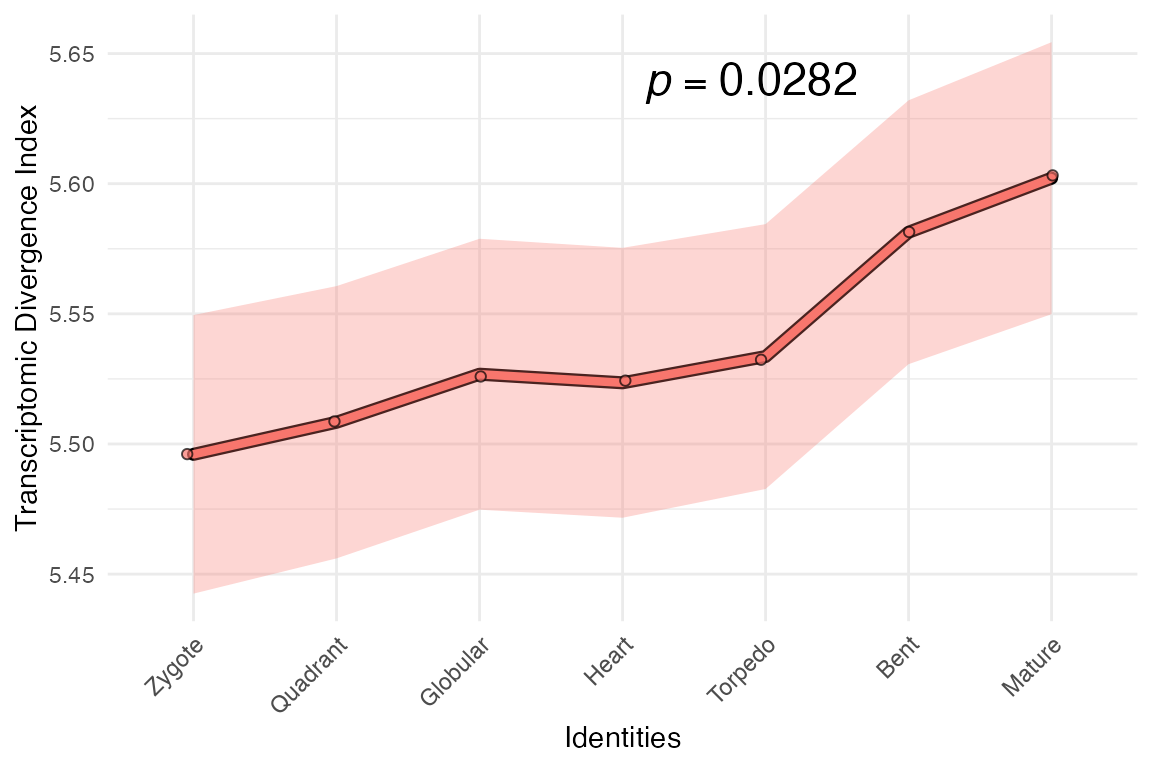 p = 0.0282
Transcriptomic Divergence Index
5.65
5.60
5.55
5.50
5.45
Zygote
Quadrant
Globular
Heart
Torpedo
Bent
Mature
Identities